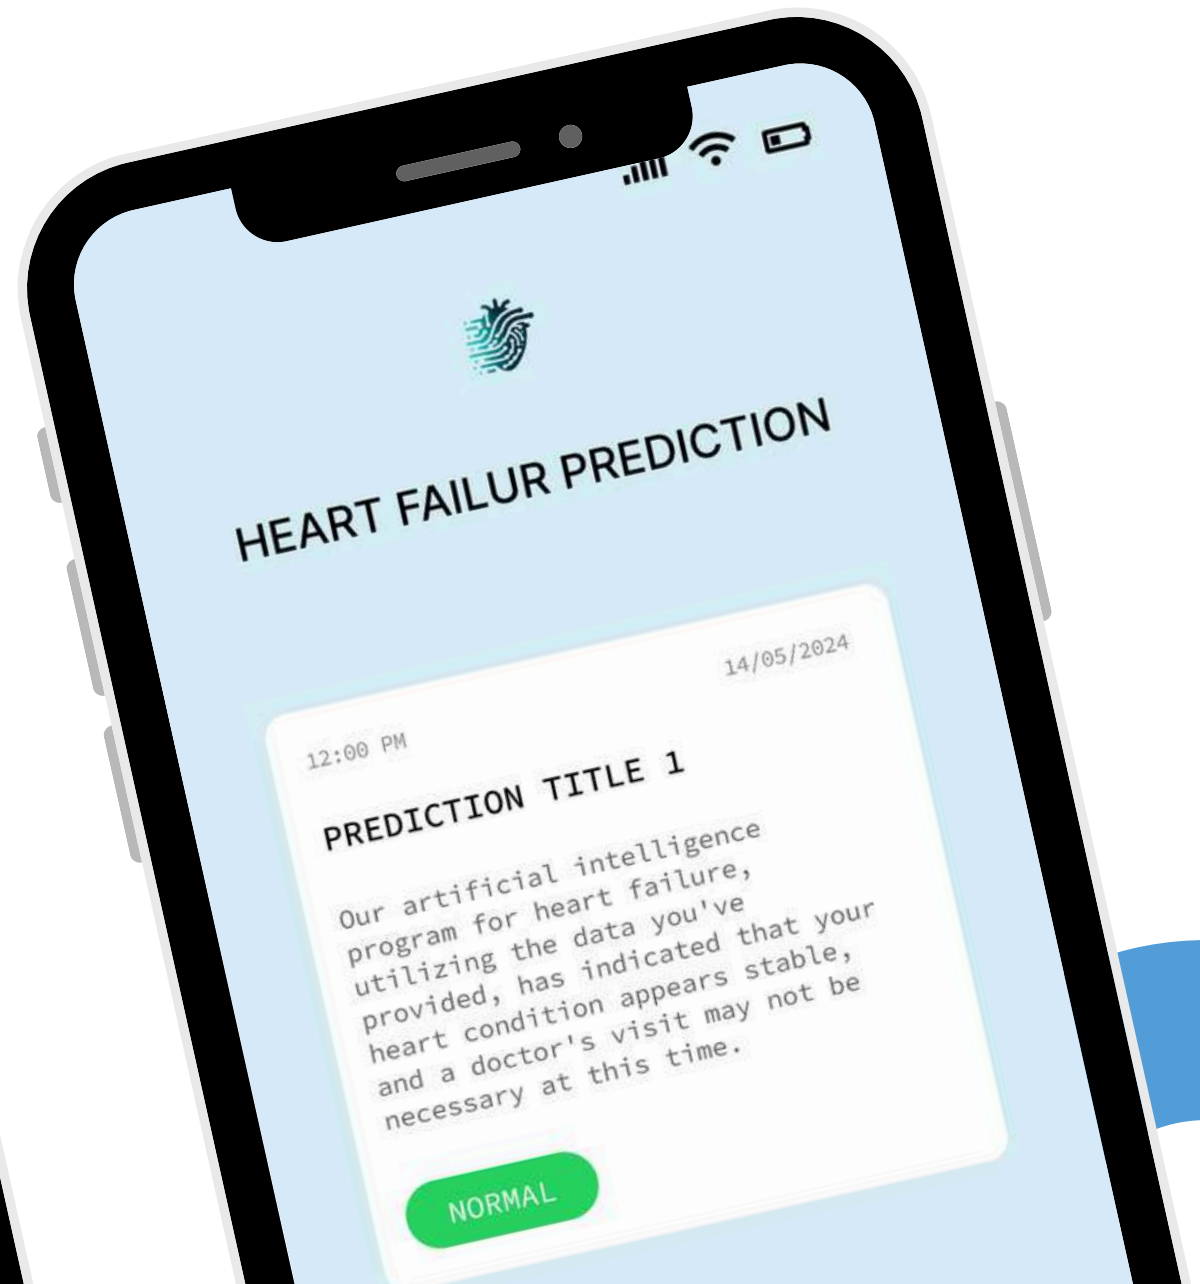 HEART FAILUR PREDICTION
14/05/2024
12:00 PM
PREDICTION TITLE 1
Our artificial intelligence
program for heart failure,
utilizing the data you've
provided, has indicated that your
heart condition appears stable,
and a doctor's visit may not be
necessary at this time.
NORMAL